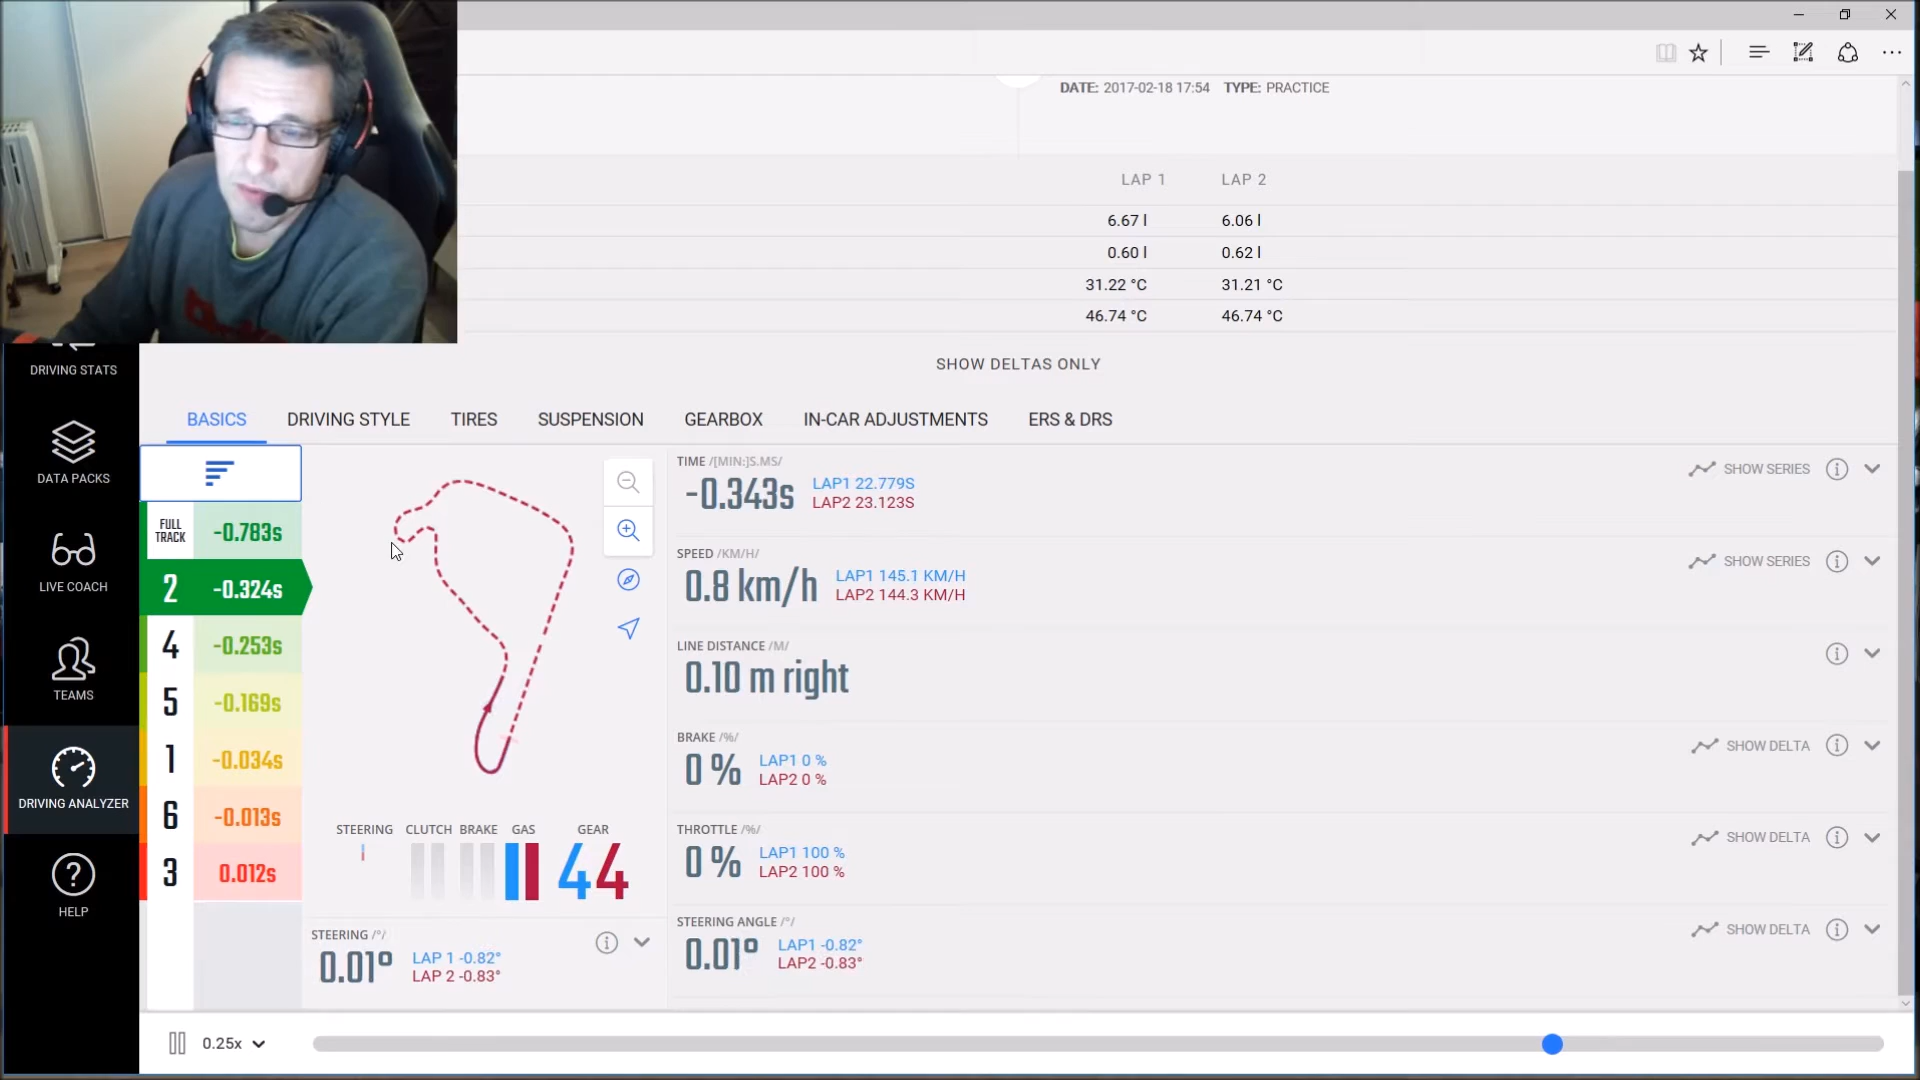 DATE: 2017-02-18 17:54 TYPE: PRACTICE
LAP 1 LAP 2
6.67 l 6.06 l
0.60 l 0.62 l
31.22 °C 31.21 °C
46.74 °C 46.74 °C
SHOW DELTAS ONLY
DRIVING STATS
DATA PACKS
LIVE COACH
TEAMS
DRIVING ANALYZER
HELP
BASICS DRIVING STYLE TIRES SUSPENSION GEARBOX IN-CAR ADJUSTMENTS ERS & DRS
FULL TRACK -0.783s
2 -0.324s
4 -0.253s
5 -0.169s
1 -0.034s
6 -0.013s
3 0.012s
STEERING CLUTCH BRAKE GAS GEAR
4 4
STEERING /°/
0.01° LAP 1 -0.82°
LAP 2 -0.83°
TIME /[MIN:]S.MS/
-0.343s LAP1 22.779S
LAP2 23.123S
SHOW SERIES
SPEED /KM/H/
0.8 km/h LAP1 145.1 KM/H
LAP2 144.3 KM/H
SHOW SERIES
LINE DISTANCE /M/
0.10 m right
BRAKE /%/
0 % LAP1 0 %
LAP2 0 %
SHOW DELTA
THROTTLE /%/
0 % LAP1 100 %
LAP2 100 %
SHOW DELTA
STEERING ANGLE /°/
0.01° LAP1 -0.82°
LAP2 -0.83°
SHOW DELTA
0.25x